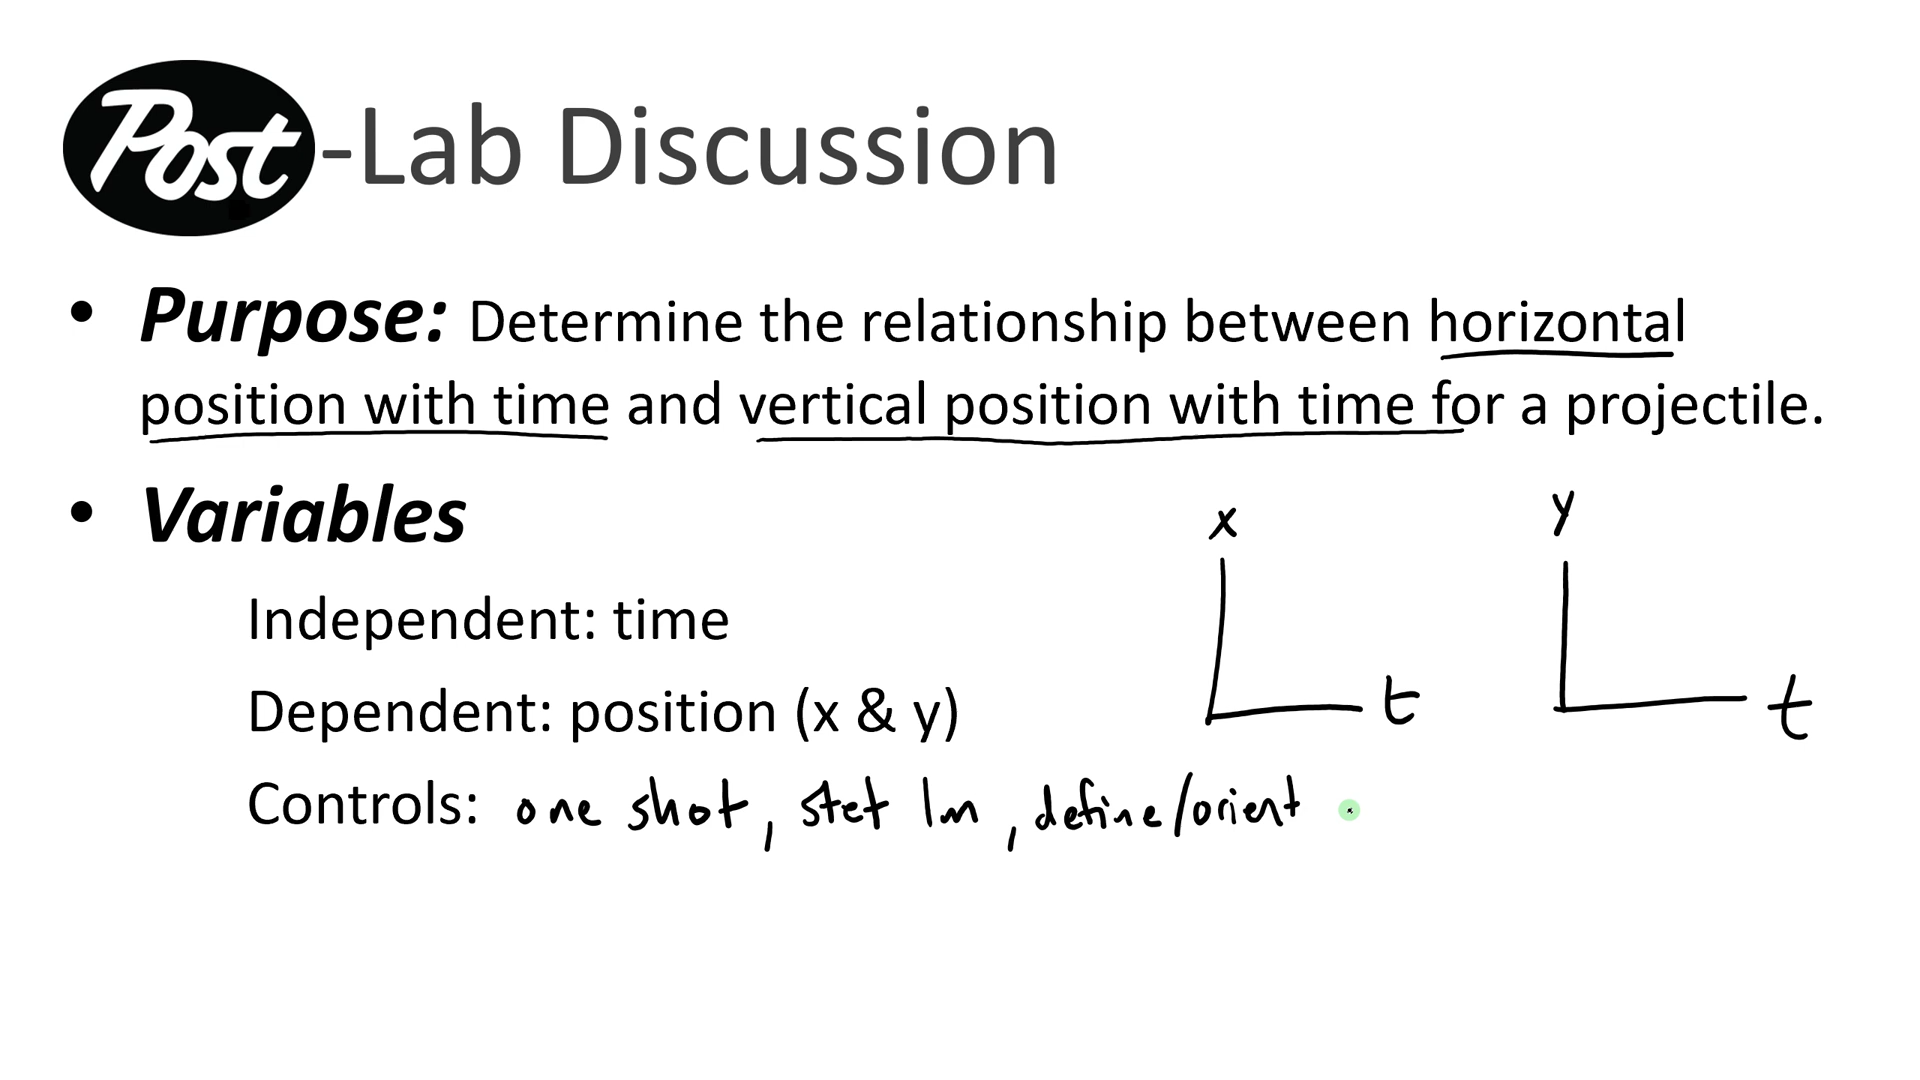 Post-Lab Discussion
• Purpose: Determine the relationship between horizontal
position with time and vertical position with time for a projectile.
• Variables
x y
Independent: time
t t
Dependent: position (x & y)
Controls: one shot, stet 1m, define/orient